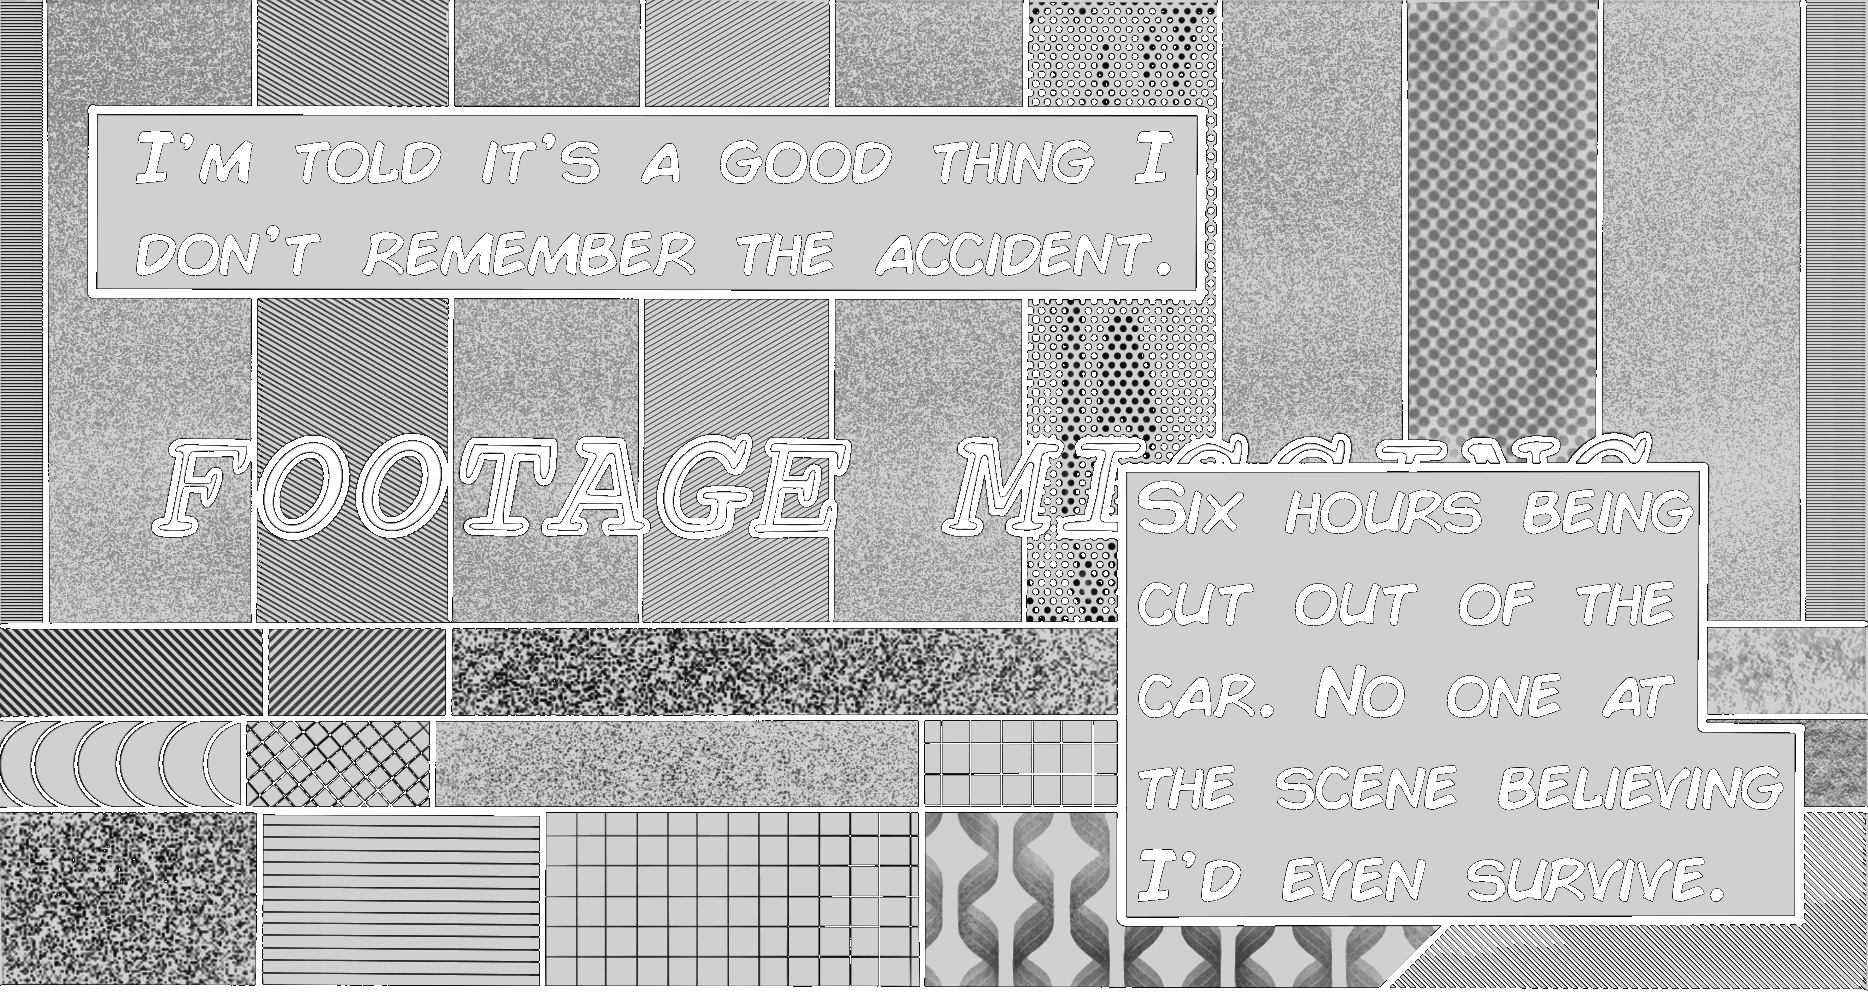 I'M TOLD IT'S A GOOD THING I
DON'T REMEMBER THE ACCIDENT.
FOOTAGE MISSING
SIX HOURS BEING
CUT OUT OF THE
CAR. NO ONE AT
THE SCENE BELIEVING
I'D EVEN SURVIVE.